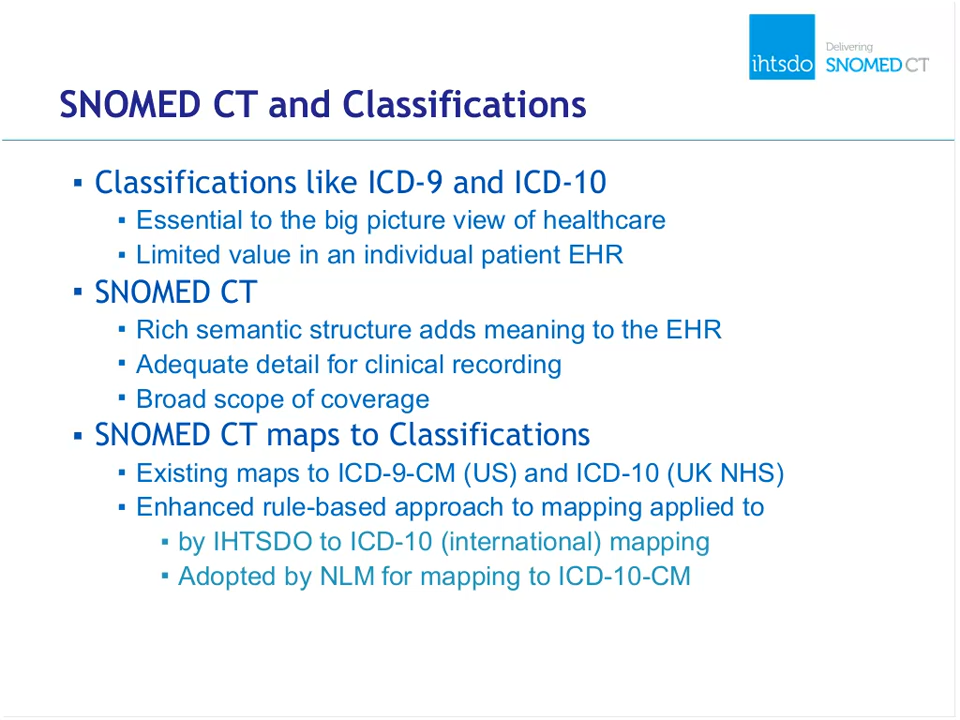 ihtsdo
Delivering
SNOMED CT
SNOMED CT and Classifications
▪ Classifications like ICD-9 and ICD-10
▪ Essential to the big picture view of healthcare
▪ Limited value in an individual patient EHR
▪ SNOMED CT
▪ Rich semantic structure adds meaning to the EHR
▪ Adequate detail for clinical recording
▪ Broad scope of coverage
▪ SNOMED CT maps to Classifications
▪ Existing maps to ICD-9-CM (US) and ICD-10 (UK NHS)
▪ Enhanced rule-based approach to mapping applied to
▪ by IHTSDO to ICD-10 (international) mapping
▪ Adopted by NLM for mapping to ICD-10-CM